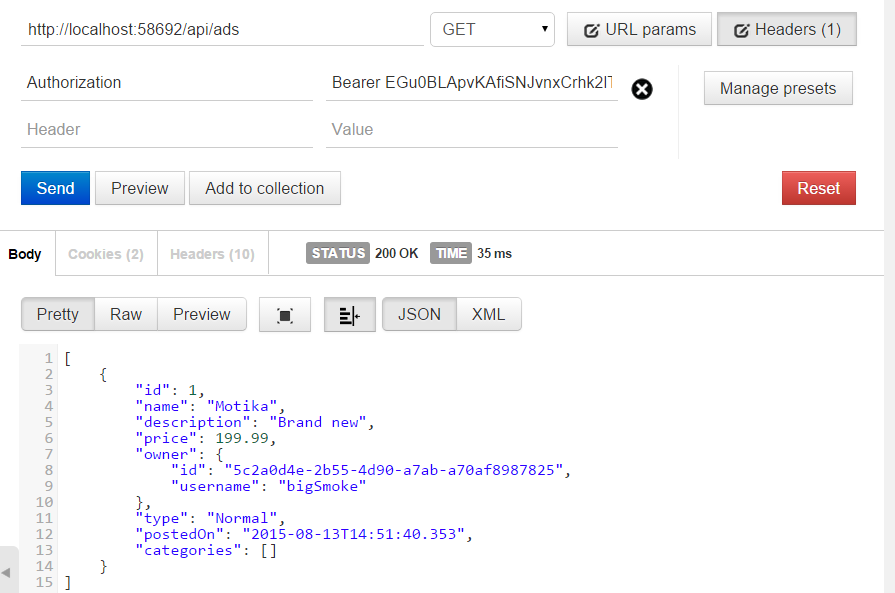 http://localhost:58692/api/ads GET URL params Headers (1)
Authorization Bearer EGu0BLApvKAfiSNJvnxCrhk2lT Manage presets
Header Value
Send Preview Add to collection Reset
Body Cookies (2) Headers (10) STATUS 200 OK TIME 35 ms
Pretty Raw Preview JSON XML
1 [
2 {
3 "id": 1,
4 "name": "Motika",
5 "description": "Brand new",
6 "price": 199.99,
7 "owner": {
8 "id": "5c2a0d4e-2b55-4d90-a7ab-a70af8987825",
9 "username": "bigSmoke"
10 },
11 "type": "Normal",
12 "postedOn": "2015-08-13T14:51:40.353",
13 "categories": []
14 }
15 ]